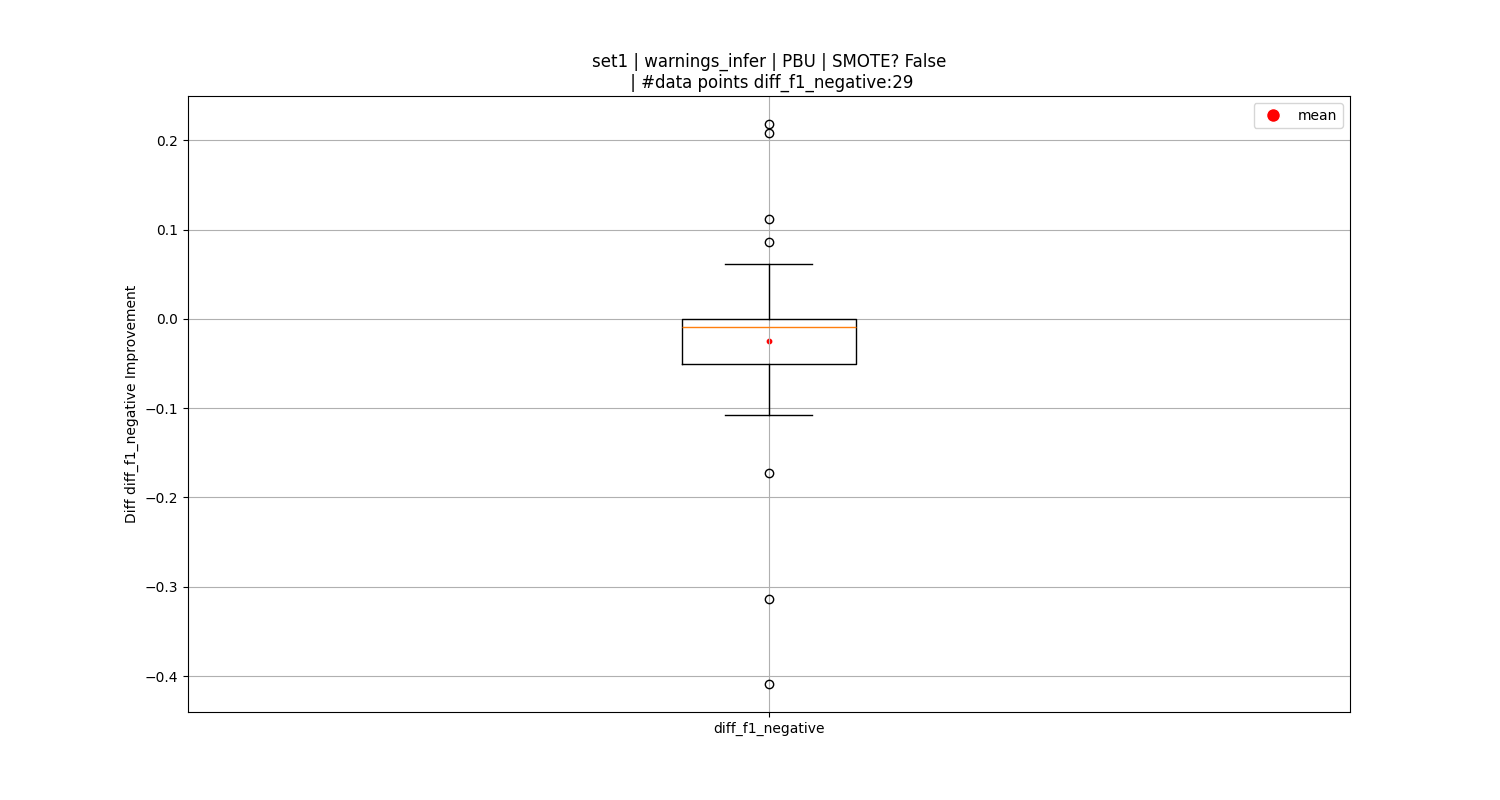 set1 | warnings_infer | PBU | SMOTE? False
| #data points diff_f1_negative:29
mean
0.2
0.1
0.0
−0.1
−0.2
−0.3
−0.4
Diff diff_f1_negative Improvement
diff_f1_negative